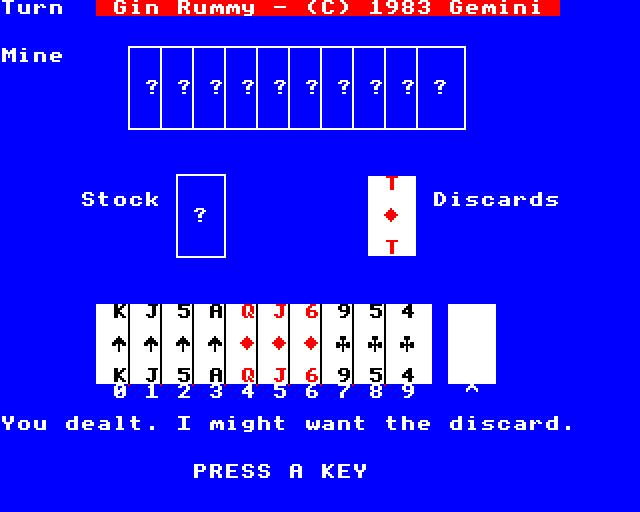 Turn Gin Rummy - (C) 1983 Gemini
Mine
? ? ? ? ? ? ? ? ? ?
T
Stock ? Discards
T
K J 5 A Q J 6 9 5 4
K J 5 A Q J 6 9 5 4
0 1 2 3 4 5 6 7 8 9 ^
You dealt. I might want the discard.
PRESS A KEY